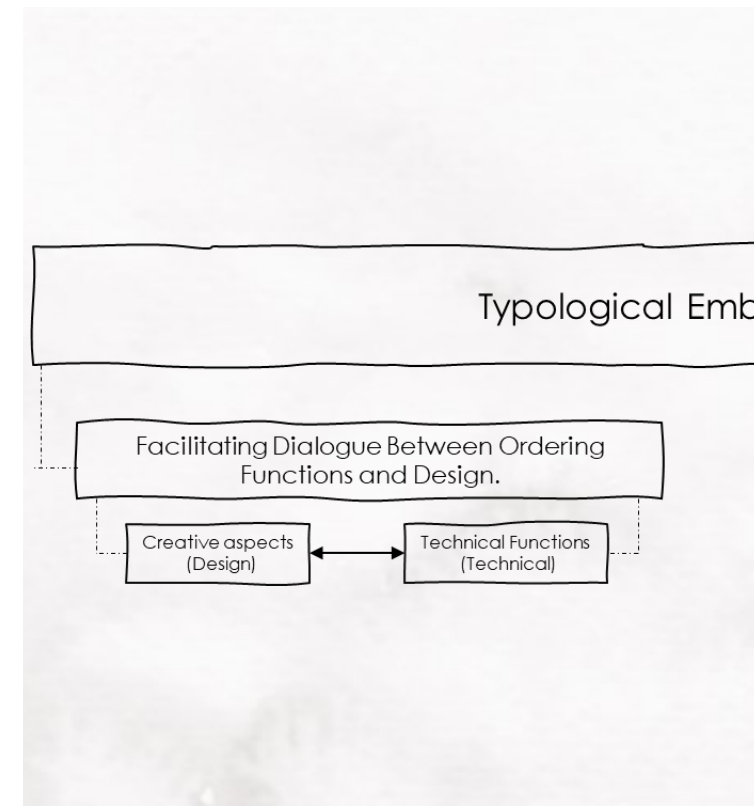 Typological Emb
Facilitating Dialogue Between Ordering
Functions and Design.
Creative aspects
(Design)
Technical Functions
(Technical)